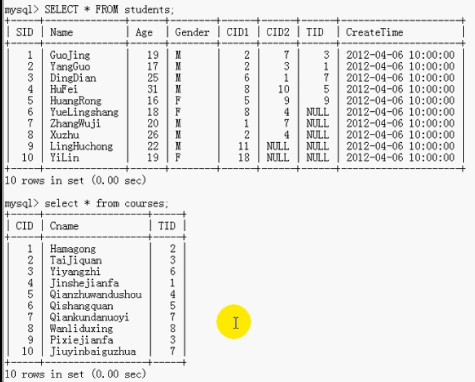 mysql> SELECT * FROM students;
| SID | Name | Age | Gender | CID1 | CID2 | TID | CreateTime |
| 1 | GuoJing | 19 | M | 2 | 7 | 3 | 2012-04-06 10:00:00 |
| 2 | YangGuo | 17 | M | 2 | 3 | 1 | 2012-04-06 10:00:00 |
| 3 | DingDian | 25 | M | 6 | 1 | 7 | 2012-04-06 10:00:00 |
| 4 | HuFei | 31 | M | 8 | 10 | 5 | 2012-04-06 10:00:00 |
| 5 | HuangRong | 16 | F | 5 | 9 | 9 | 2012-04-06 10:00:00 |
| 6 | YueLingshang | 18 | F | 8 | 4 | NULL | 2012-04-06 10:00:00 |
| 7 | ZhangWuji | 20 | M | 1 | 7 | NULL | 2012-04-06 10:00:00 |
| 8 | Xuzhu | 26 | M | 2 | 4 | NULL | 2012-04-06 10:00:00 |
| 9 | LingHuchong | 22 | M | 11 | NULL | NULL | 2012-04-06 10:00:00 |
| 10 | YiLin | 19 | F | 18 | NULL | NULL | 2012-04-06 10:00:00 |
10 rows in set (0.00 sec)
mysql> select * from courses;
| CID | Cname | TID |
| 1 | Hamagong | 2 |
| 2 | TaiJiquan | 3 |
| 3 | Yiyangzhi | 6 |
| 4 | Jinshejianfa | 1 |
| 5 | Qianzhuwandushou | 4 |
| 6 | Qishangquan | 5 |
| 7 | Qiankundanuoyi | 7 |
| 8 | Wanliduxing | 8 |
| 9 | Pixiejianfa | 3 |
| 10 | Jiuyinbaiguzhua | 7 |
10 rows in set (0.00 sec)